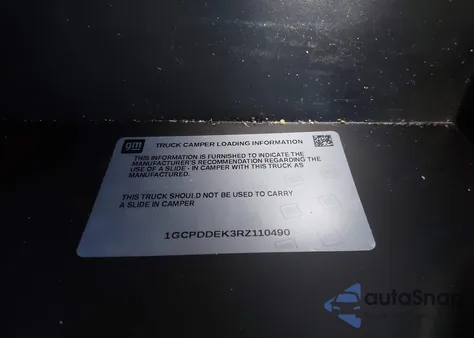 gm
TRUCK CAMPER LOADING INFORMATION
THIS INFORMATION IS FURNISHED TO INDICATE THE
MANUFACTURER'S RECOMMENDATION REGARDING THE
USE OF A SLIDE - IN CAMPER WITH THIS TRUCK AS
MANUFACTURED.
THIS TRUCK SHOULD NOT BE USED TO CARRY
A SLIDE IN CAMPER
1GCPDDEK3RZ110490
autoSnap